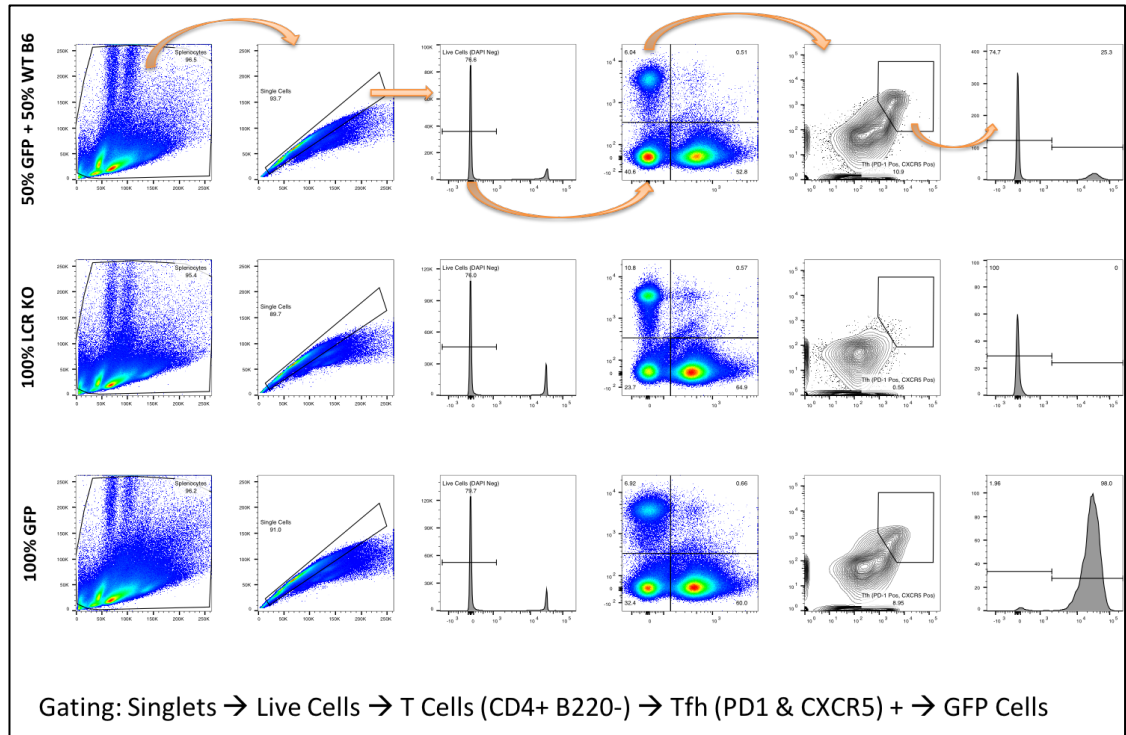 50% GFP + 50% WT B6
Splenocytes
96.5
Single Cells
93.7
Live Cells (DAPI Neg)
76.6
6.04
0.51
40.6
52.8
Tfh (PD-1 Pos, CXCR5 Pos)
10.9
74.7
25.3
100% LCR KO
Splenocytes
95.4
Single Cells
89.7
Live Cells (DAPI Neg)
76.0
10.8
0.57
23.7
64.9
Tfh (PD-1 Pos, CXCR5 Pos)
0.55
100
0
100% GFP
Splenocytes
96.2
Single Cells
91.0
Live Cells (DAPI Neg)
79.7
6.92
0.66
32.4
60.0
Tfh (PD-1 Pos, CXCR5 Pos)
8.95
1.96
98.0
Gating: Singlets → Live Cells → T Cells (CD4+ B220-) → Tfh (PD1 & CXCR5) + → GFP Cells